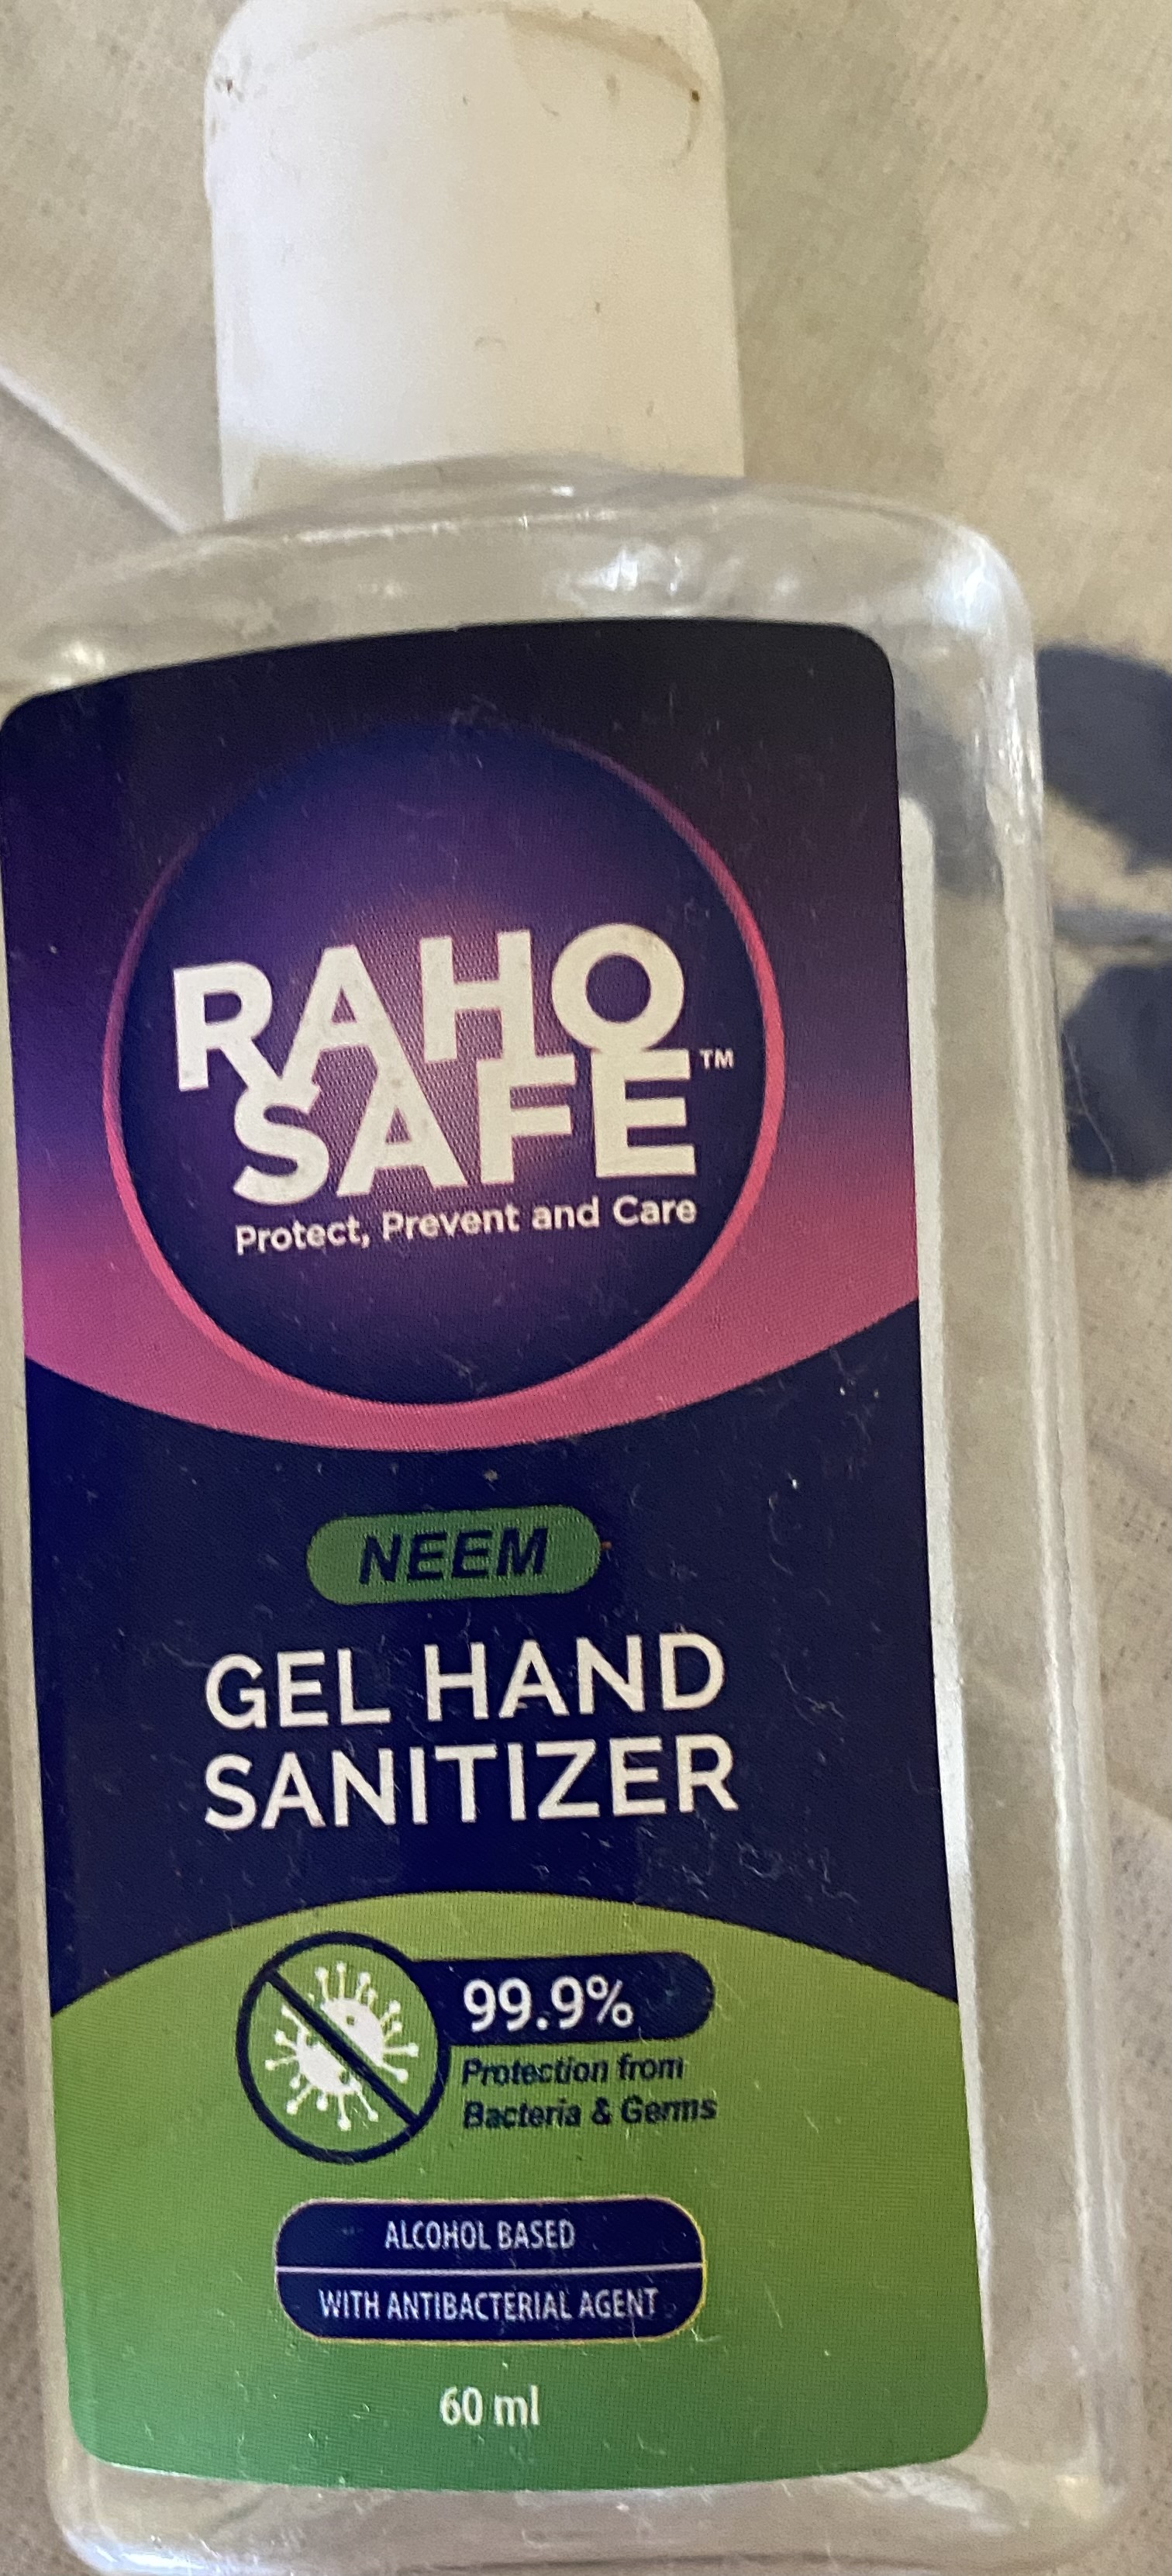 RAHO
SAFE™
Protect, Prevent and Care
NEEM
GEL HAND
SANITIZER
99.9%
Protection from
Bacteria & Germs
ALCOHOL BASED
WITH ANTIBACTERIAL AGENT
60 ml